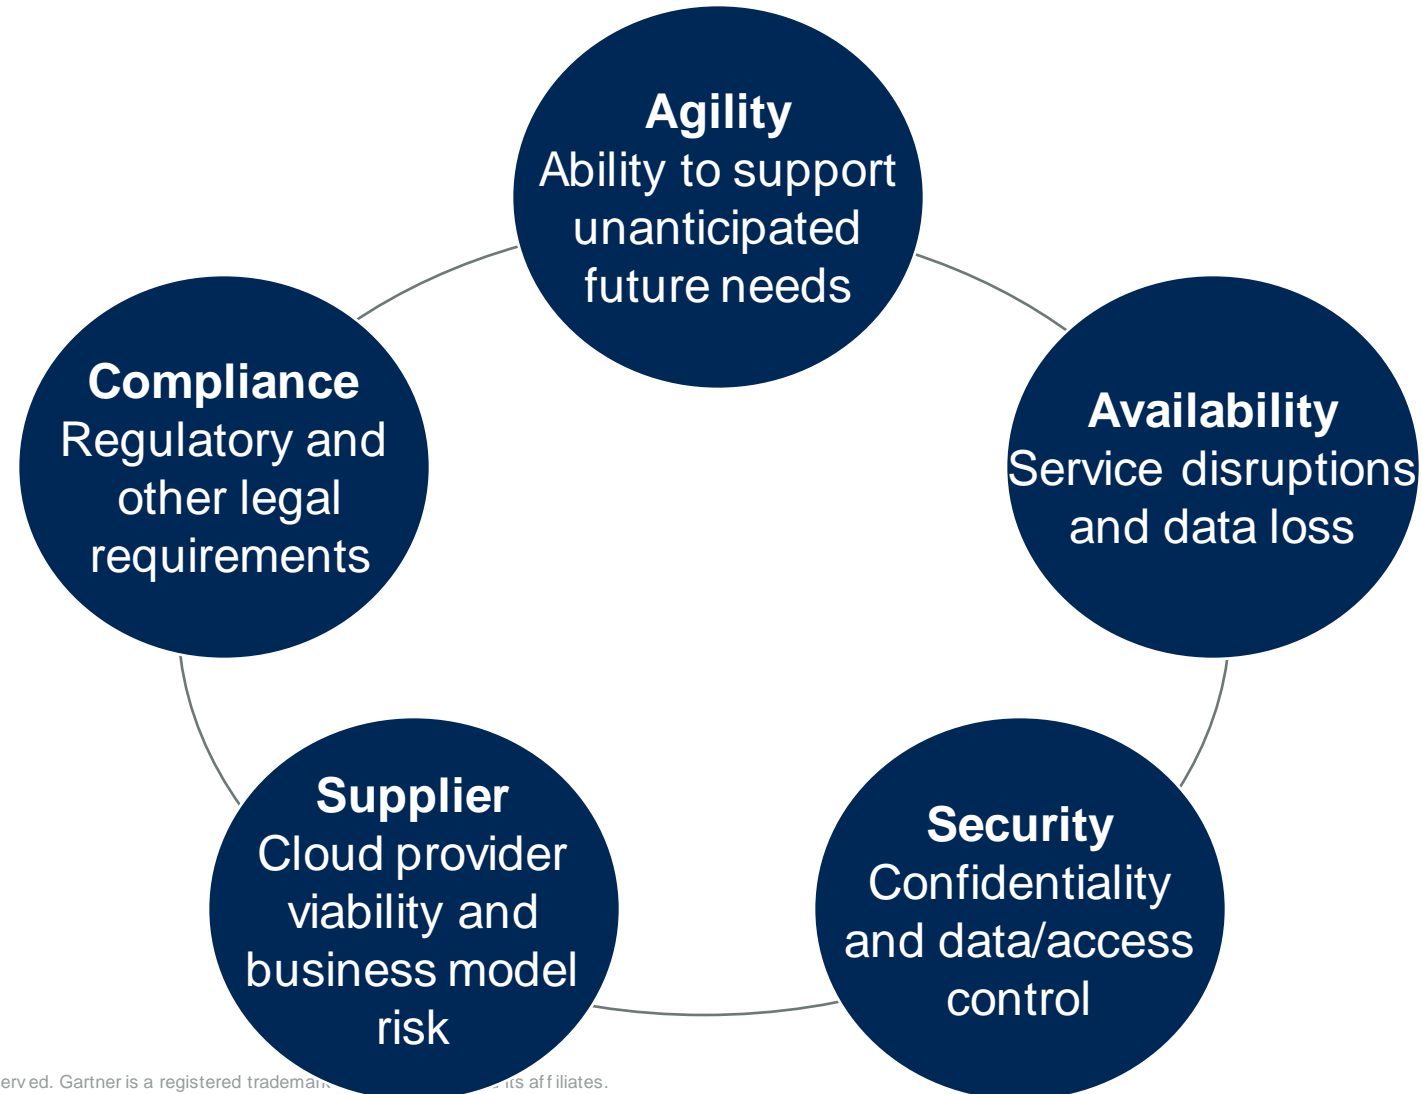 Agility
Ability to support
unanticipated
future needs
Availability
Service disruptions
and data loss
Security
Confidentiality
and data/access
control
Supplier
Cloud provider
viability and
business model
risk
Compliance
Regulatory and
other legal
requirements
erved. Gartner is a registered trademark its affiliates.